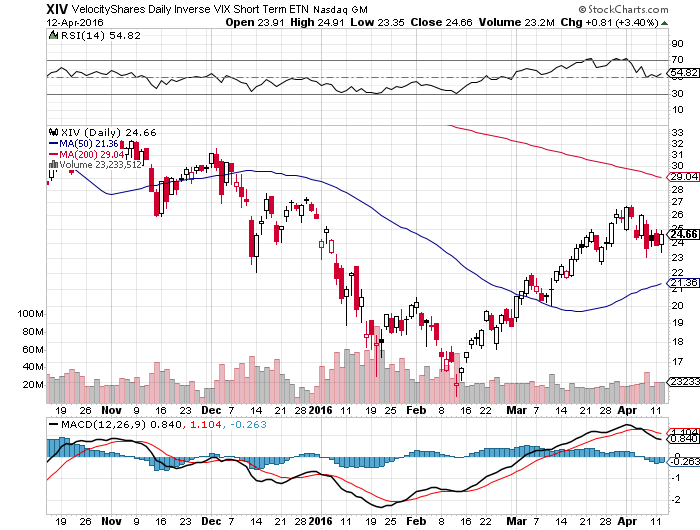 XIV VelocityShares Daily Inverse VIX Short Term ETN Nasdaq GM
© StockCharts.com
12-Apr-2016
Open 23.91 High 24.91 Low 23.35 Close 24.66 Volume 23.2M Chg +0.81 (+3.40%)
RSI(14) 54.82
90
70
54.82
30
10
XIV (Daily) 24.66
MA(50) 21.36
MA(200) 29.04
Volume 23,233,512
33
32
31
30
29.04
28
27
26
25
24.66
24
23
22
21.36
21
20
19
18
17
23233
100M
80M
60M
40M
20M
19 26 Nov 9 16 23 Dec 7 14 21 28 2016 11 19 25 Feb 8 16 22 Mar 7 14 21 28 Apr 11
MACD(12,26,9) 0.840, 1.104, -0.263
1.104
0.840
0
-0.263
-1
-2
19 26 Nov 9 16 23 Dec 7 14 21 28 2016 11 19 25 Feb 8 16 22 Mar 7 14 21 28 Apr 11